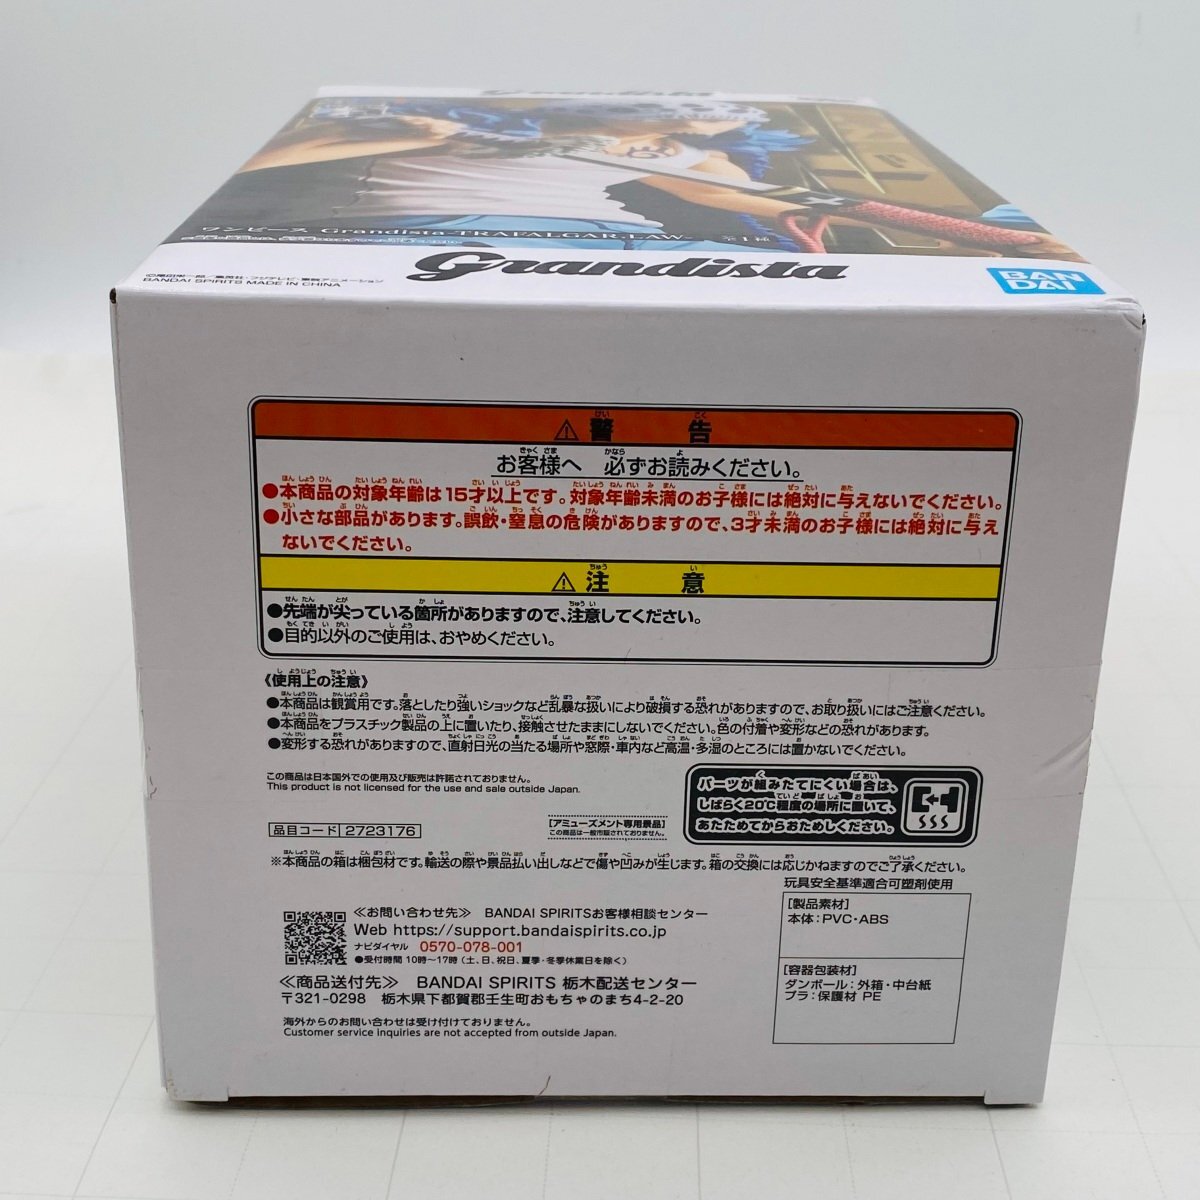 Grandista
ワンピース Grandista-TRAFALGAR・LAW- 全1種
©尾田栄一郎/集英社・フジテレビ・東映アニメーション
BANDAI SPIRITS MADE IN CHINA
Grandista
BAN
DAI
⚠警告
お客様へ 必ずお読みください。
●本商品の対象年齢は15才以上です。対象年齢未満のお子様には絶対に与えないでください。
●小さな部品があります。誤飲・窒息の危険がありますので、3才未満のお子様には絶対に与え
ないでください。
⚠注意
●先端が尖っている箇所がありますので、注意してください。
●目的以外のご使用は、おやめください。
《使用上の注意》
●本商品は観賞用です。落としたり強いショックなど乱暴な扱いにより破損する恐れがありますので、お取り扱いにはご注意ください。
●本商品をプラスチック製品の上に置いたり、接触させたままにしないでください。色の付着や変形などの恐れがあります。
●変形する恐れがありますので、直射日光の当たる場所や窓際・車内など高温・多湿のところには置かないでください。
この商品は日本国外での使用及び販売は許諾されておりません。
This product is not licensed for the use and sale outside Japan.
パーツが組みたてにくい場合は、
しばらく20℃程度の場所に置いて、
あたためてからおためしください。
品目コード 2723176
【アミューズメント専用景品】
この商品は一般市販されておりません。
※本商品の箱は梱包材です。輸送の際や景品払い出しなどで傷や凹みが生じます。箱の交換には応じかねますのでご了承ください。
玩具安全基準適合可塑剤使用
[製品素材]
本体:PVC・ABS
[容器包装材]
ダンボール:外箱・中台紙
プラ:保護材 PE
≪お問い合わせ先≫ BANDAI SPIRITSお客様相談センター
Web https://support.bandaispirits.co.jp
ナビダイヤル 0570-078-001
●受付時間 10時~17時(土、日、祝日、夏季・冬季休業日を除く)
≪商品送付先≫ BANDAI SPIRITS 栃木配送センター
〒321-0298 栃木県下都賀郡壬生町おもちゃのまち4-2-20
海外からのお問い合わせは受け付けておりません。
Customer service inquiries are not accepted from outside Japan.